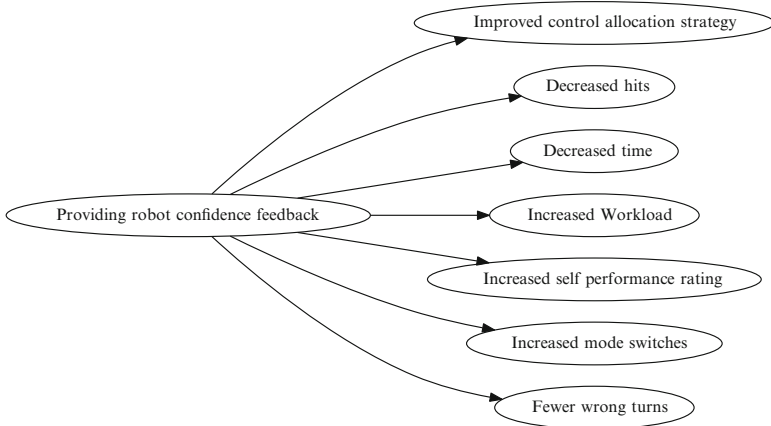 Improved control allocation strategy
Decreased hits
Decreased time
Providing robot confidence feedback
Increased Workload
Increased self performance rating
Increased mode switches
Fewer wrong turns